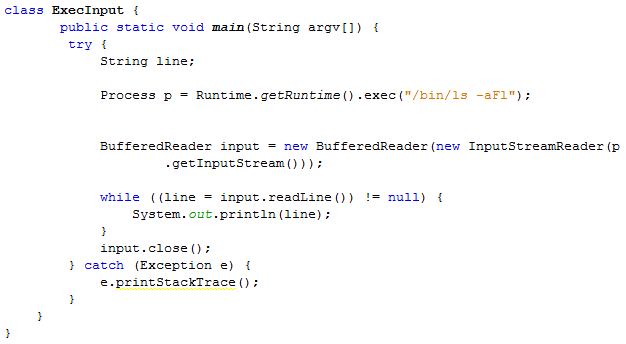 class ExecInput {
public static void main(String argv[]) {
try {
String line;
Process p = Runtime.getRuntime().exec("/bin/ls -aFl");
BufferedReader input = new BufferedReader(new InputStreamReader(p
.getInputStream()));
while ((line = input.readLine()) != null) {
System.out.println(line);
}
input.close();
} catch (Exception e) {
e.printStackTrace();
}
}
}